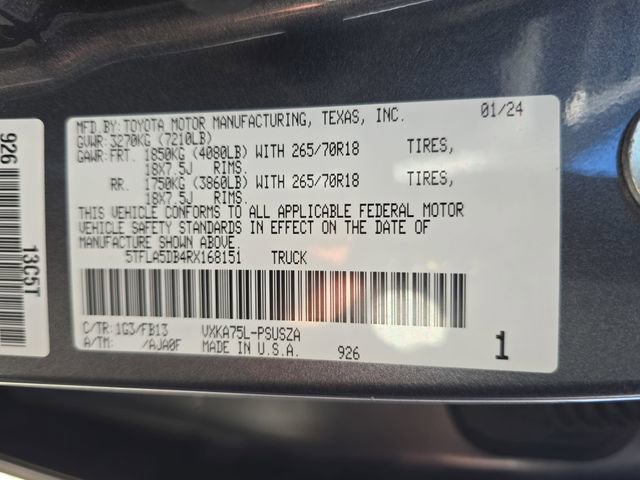 MFD.BY:TOYOTA MOTOR MANUFACTURING, TEXAS, INC. 01/24
GVWR:3270KG (7210LB)
GAWR:FRT. 1850KG (4080LB) WITH 265/70R18 TIRES,
18X7.5J RIMS.
RR. 1750KG (3860LB) WITH 265/70R18 TIRES,
18X7.5J RIMS.
THIS VEHICLE CONFORMS TO ALL APPLICABLE FEDERAL MOTOR
VEHICLE SAFETY STANDARDS IN EFFECT ON THE DATE OF
MANUFACTURE SHOWN ABOVE.
5TFLA5DB4RX168151 TRUCK
C/TR:1G3/FB13 VXKA75L-PSUSZA
A/TM: /AJA0F MADE IN U.S.A. 926 1
926
13C5T